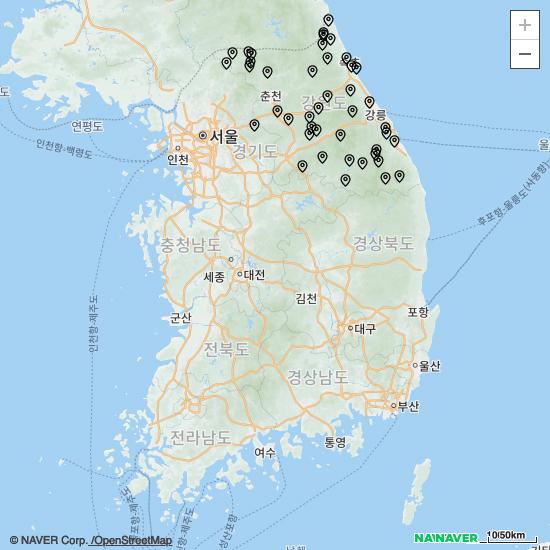 +
−
속초
춘천
강원도
강릉
연평도
서울
인천항-백령도
인천
경기도
울
후포항-울릉도(사동항)
충청남도
경상북도
세종
대전
인천항-제주도
김천
군산
포항
전북도
대구
경상남도
울산
부산
전라남도
여수
통영
© NAVER Corp. /OpenStreetMap
NAVER
10/50km